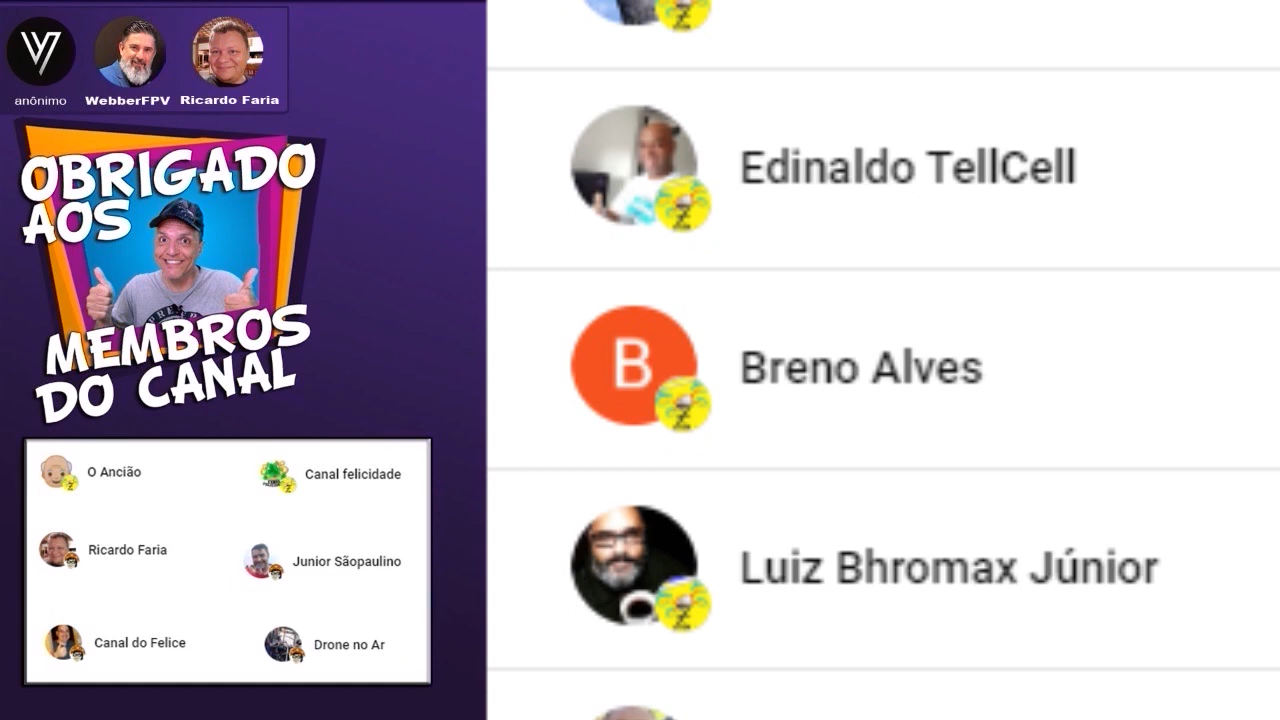 anônimo
WebberFPV
Ricardo Faria
OBRIGADO
AOS
MEMBROS
DO CANAL
O Ancião
Canal felicidade
Ricardo Faria
Junior Sãopaulino
Canal do Felice
Drone no Ar
Edinaldo TellCell
B
Breno Alves
Luiz Bhromax Júnior